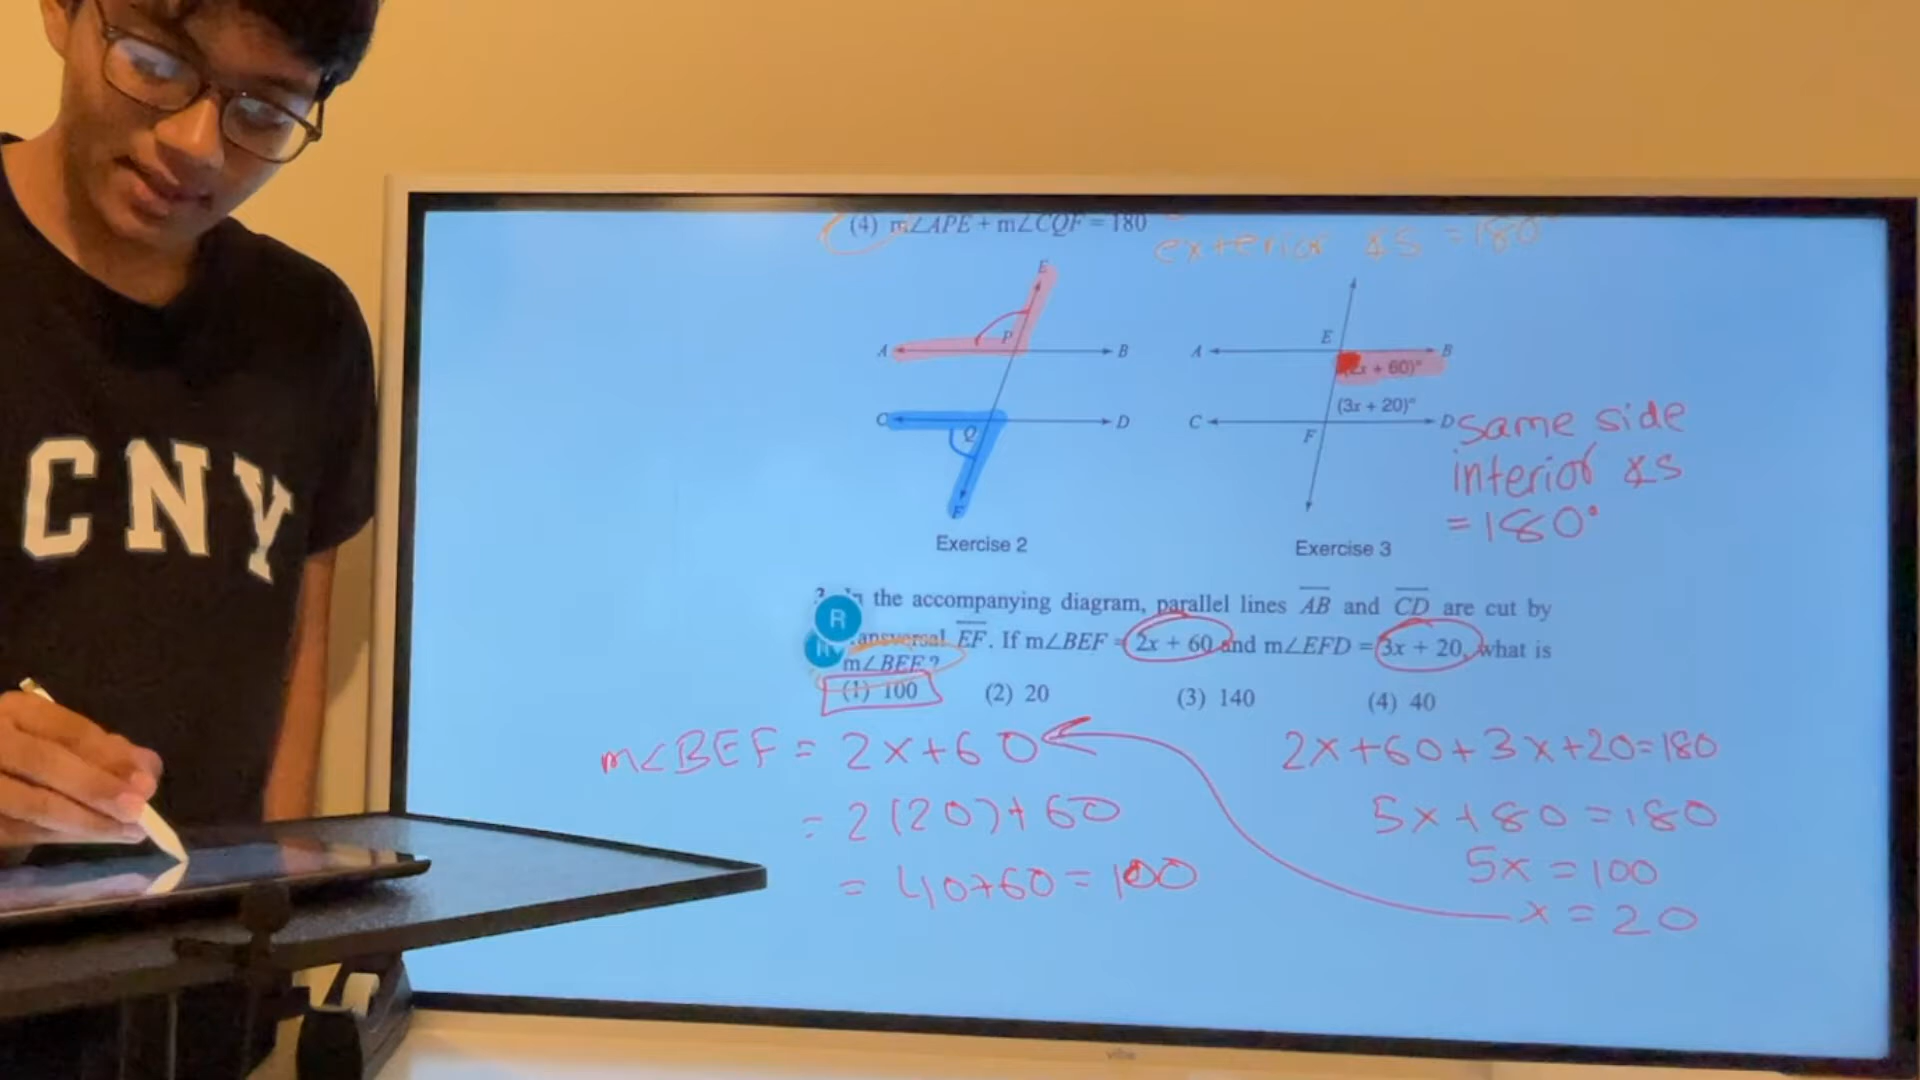 CNY
(4) m∠APE + m∠CQF = 180
exterior ∡s = 180
E
P
A
B
C
Q
D
F
Exercise 2
E
A
B
(2x + 60)°
(3x + 20)°
C
D
F
Exercise 3
same side
interior ∡s
= 180°
the accompanying diagram, parallel lines AB and CD are cut by
R
EF. If m∠BEF = 2x + 60 and m∠EFD = 3x + 20, what is
m∠BEF?
(1) 100 (2) 20 (3) 140 (4) 40
m∠BEF = 2x+60
= 2(20)+60
= 40+60 = 100
2x+60+3x+20=180
5x+80=180
5x=100
x=20
vibe